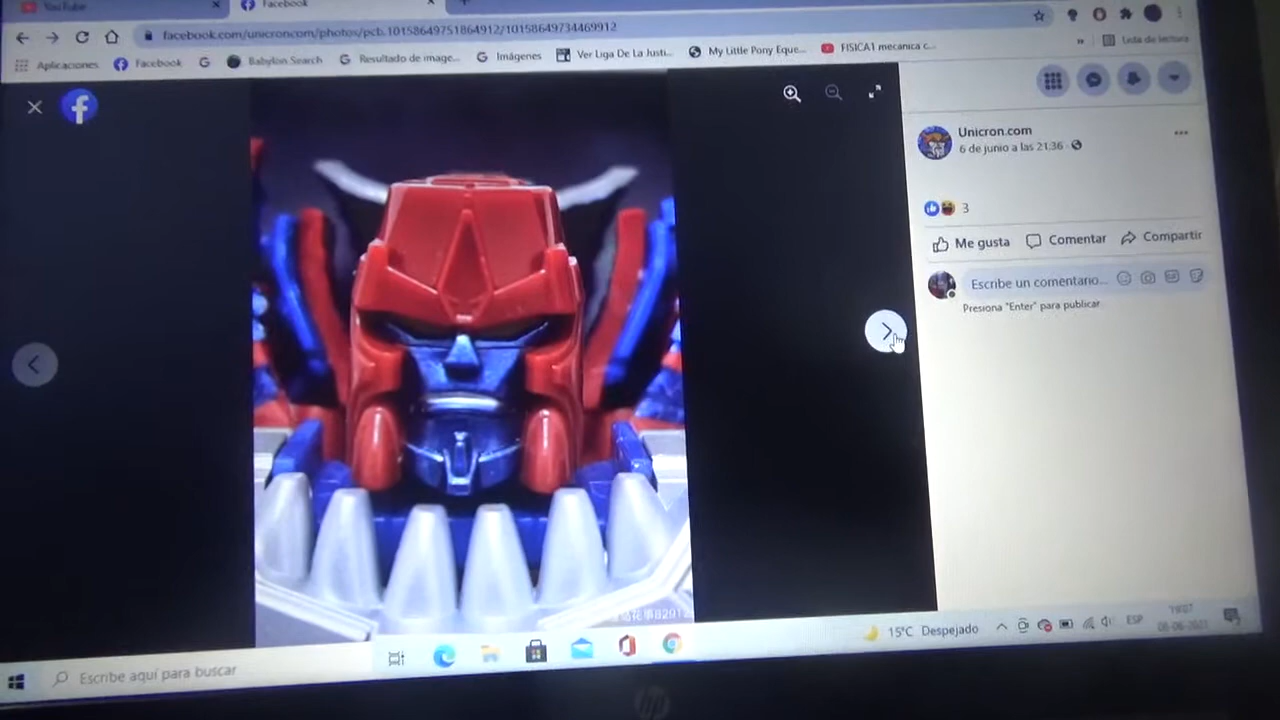 YouTube
Facebook
facebook.com/unicroncom/photos/pcb.10158649751864912/10158649734469912
Aplicaciones
Facebook
Babylon Search
Resultado de image...
Imágenes
Ver Liga De La Justi...
My Little Pony Eque...
FISICA1 mecanica c...
»
Lista de lectura
Unicron.com
6 de junio a las 21:36
3
Me gusta
Comentar
Compartir
Escribe un comentario...
Presiona "Enter" para publicar
15°C Despejado
ESP
Escribe aquí para buscar
hp